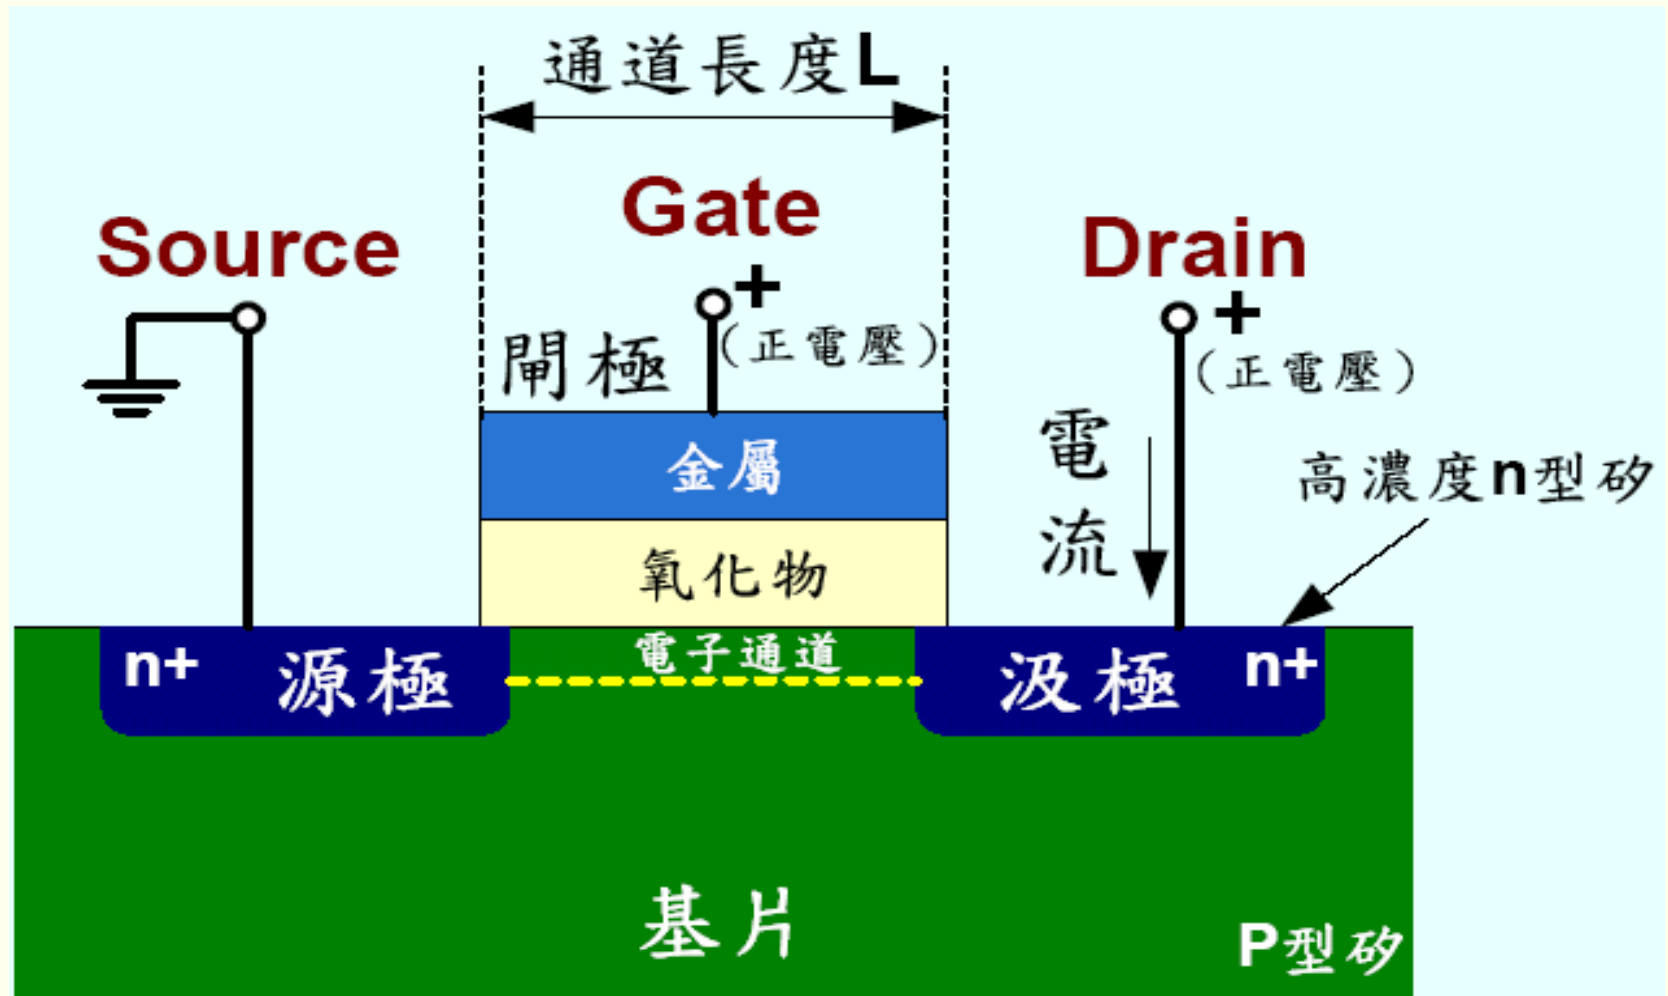 通道長度L
Gate
Source
Drain
+
+
閘極
(正電壓)
(正電壓)
電流
金屬
高濃度n型矽
氧化物
電子通道
n+
源極
汲極
n+
基片
P型矽